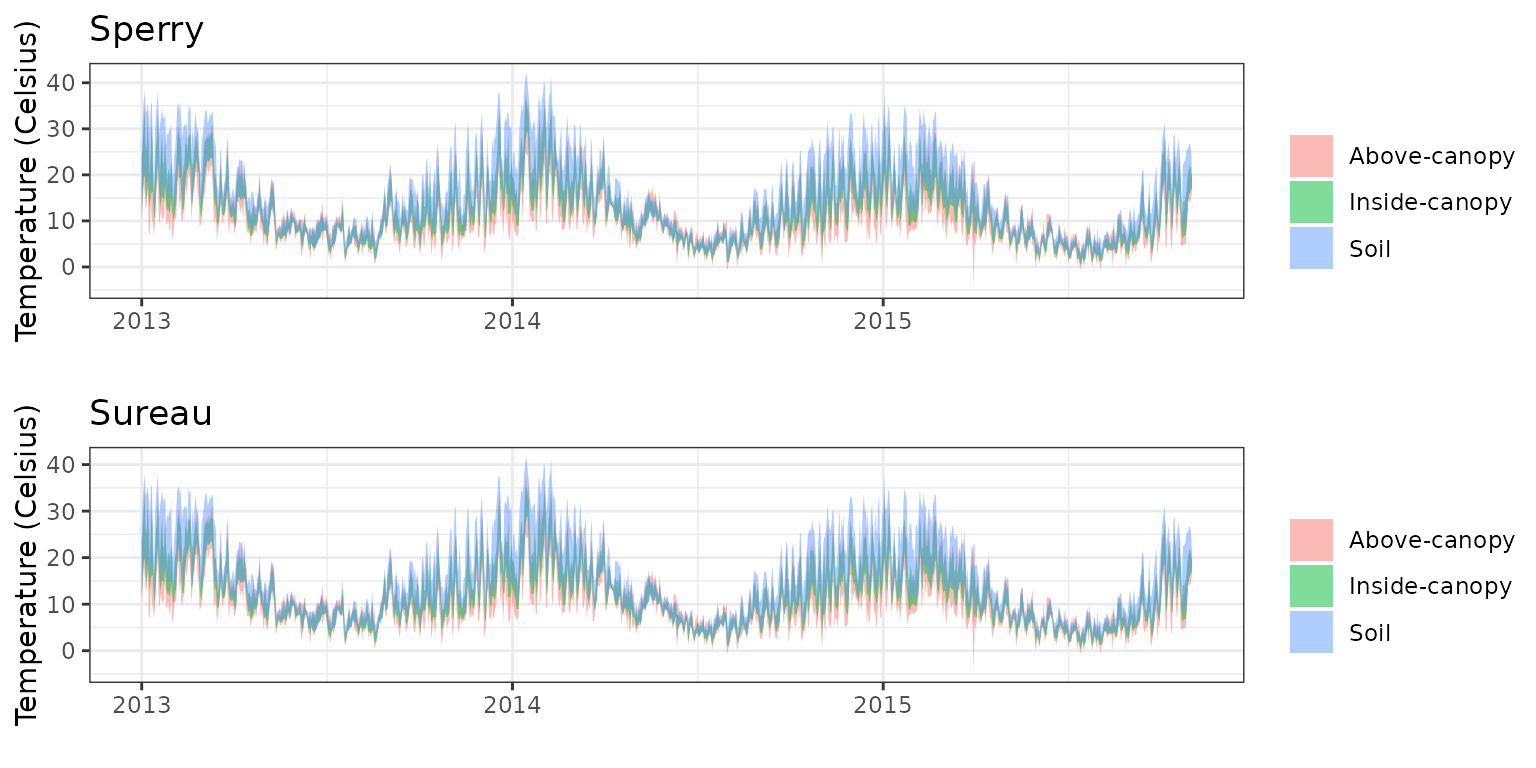 Sperry
Temperature (Celsius)
40
30
20
10
0
2013 2014 2015
Above-canopy
Inside-canopy
Soil
Sureau
Temperature (Celsius)
40
30
20
10
0
2013 2014 2015
Above-canopy
Inside-canopy
Soil